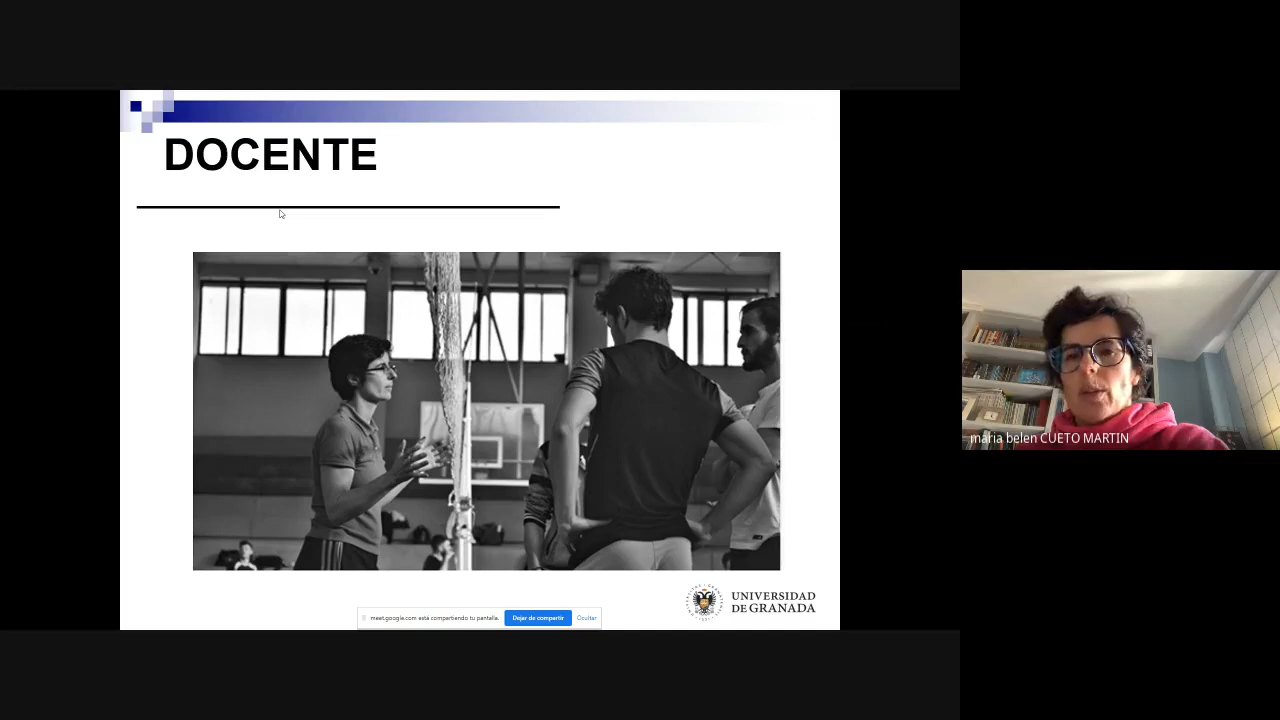 DOCENTE
UNIVERSIDAD
DE GRANADA
meet.google.com está compartiendo tu pantalla.
Dejar de compartir
Ocultar
maria belen CUETO MARTIN